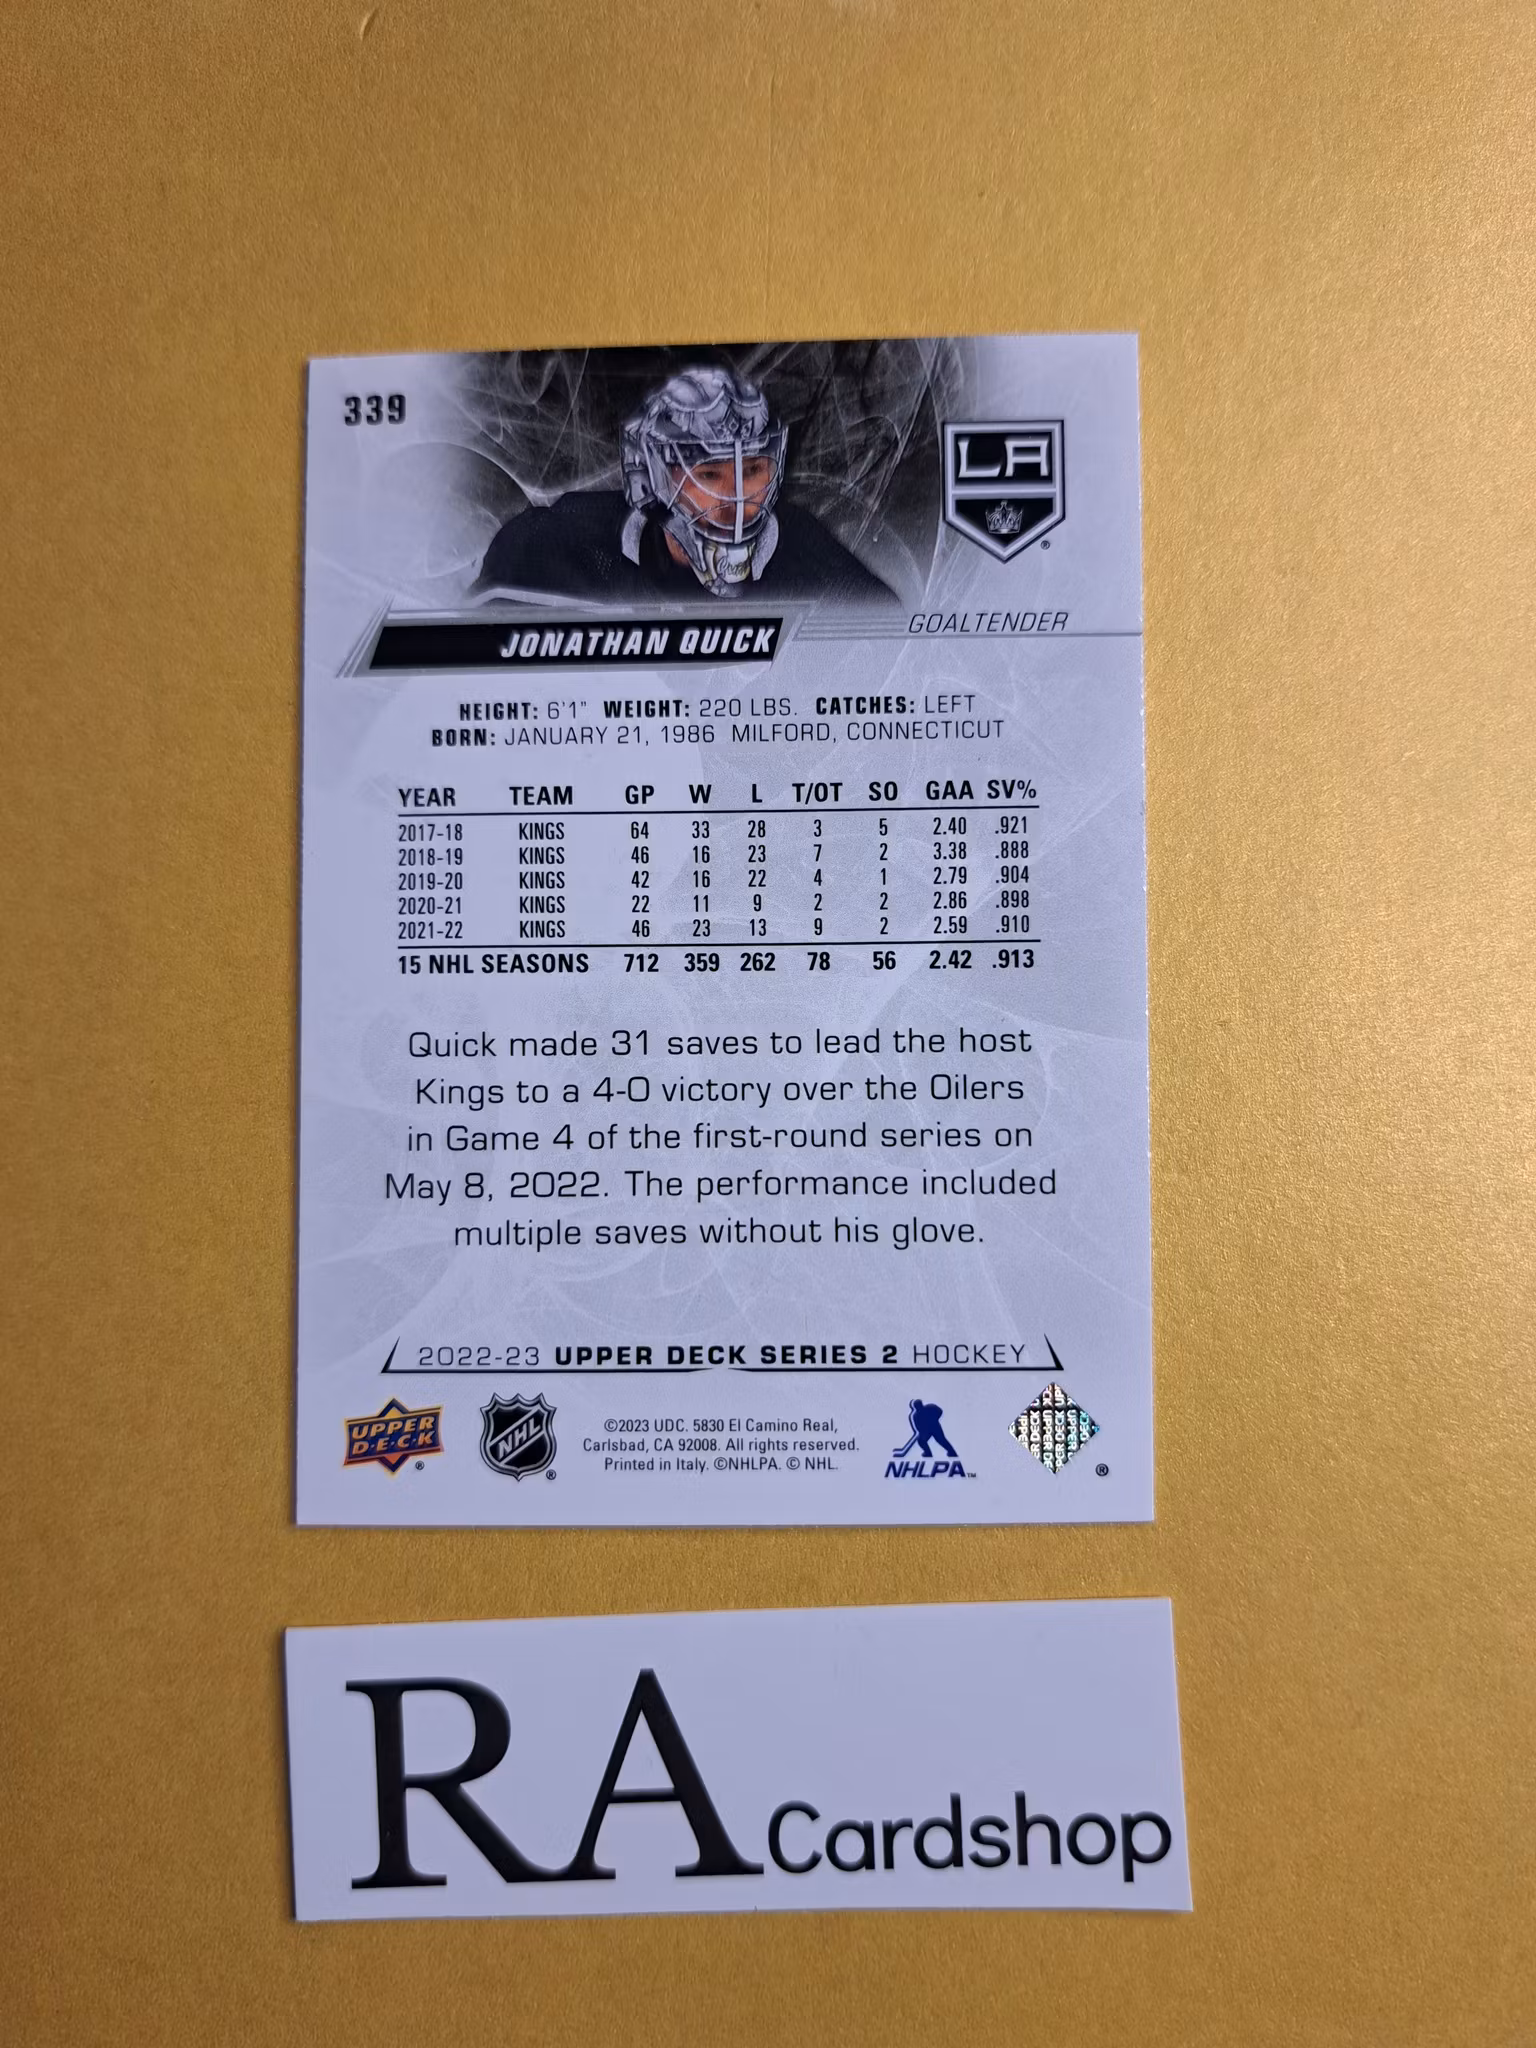 339
LA
JONATHAN QUICK
GOALTENDER
HEIGHT: 6'1" WEIGHT: 220 LBS. CATCHES: LEFT
BORN: JANUARY 21, 1986 MILFORD, CONNECTICUT
YEAR TEAM GP W L T/OT SO GAA SV%
2017-18 KINGS 64 33 28 3 5 2.40 .921
2018-19 KINGS 46 16 23 7 2 3.38 .888
2019-20 KINGS 42 16 22 4 1 2.79 .904
2020-21 KINGS 22 11 9 2 2 2.86 .898
2021-22 KINGS 46 23 13 9 2 2.59 .910
15 NHL SEASONS 712 359 262 78 56 2.42 .913
Quick made 31 saves to lead the host
Kings to a 4-0 victory over the Oilers
in Game 4 of the first-round series on
May 8, 2022. The performance included
multiple saves without his glove.
2022-23 UPPER DECK SERIES 2 HOCKEY
UPPER
D·E·C·K
®
NHL
®
©2023 UDC. 5830 El Camino Real,
Carlsbad, CA 92008. All rights reserved.
Printed in Italy. ©NHLPA. © NHL.
NHLPA™
®
RA Cardshop